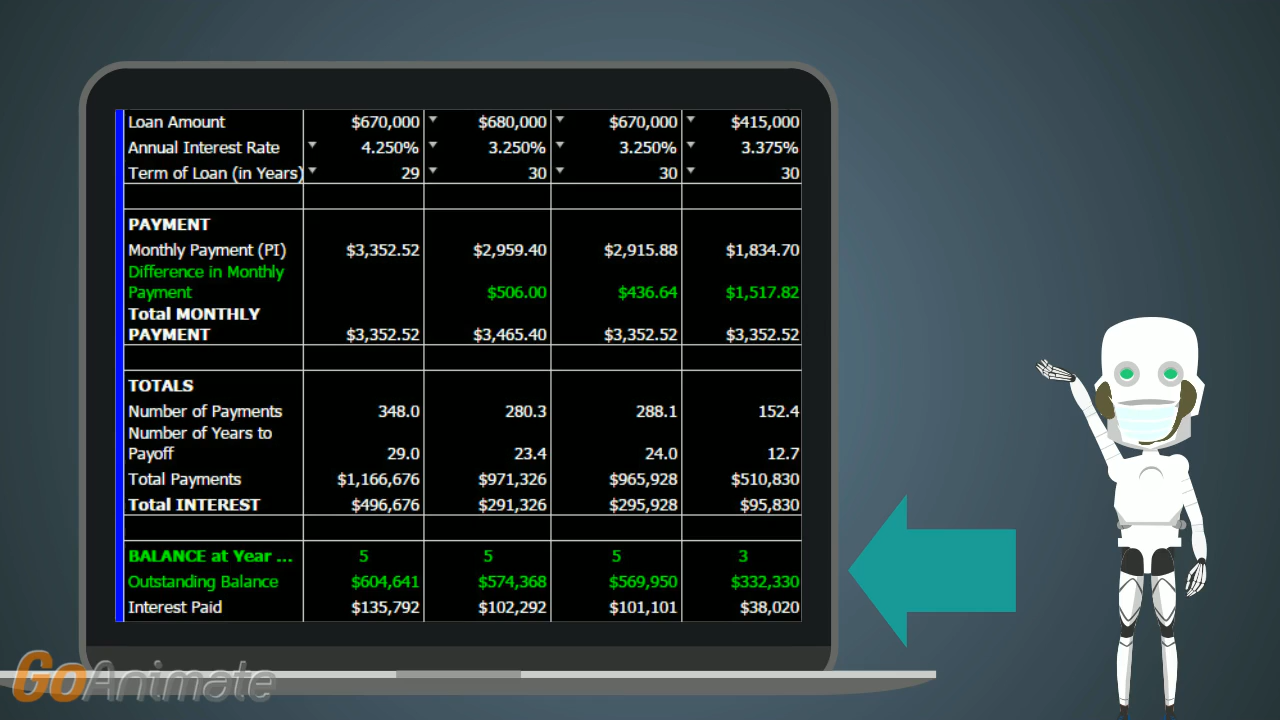 Loan Amount $670,000 $680,000 $670,000 $415,000
Annual Interest Rate 4.250% 3.250% 3.250% 3.375%
Term of Loan (in Years) 29 30 30 30
PAYMENT
Monthly Payment (PI) $3,352.52 $2,959.40 $2,915.88 $1,834.70
Difference in Monthly
Payment $506.00 $436.64 $1,517.82
Total MONTHLY
PAYMENT $3,352.52 $3,465.40 $3,352.52 $3,352.52
TOTALS
Number of Payments 348.0 280.3 288.1 152.4
Number of Years to
Payoff 29.0 23.4 24.0 12.7
Total Payments $1,166,676 $971,326 $965,928 $510,830
Total INTEREST $496,676 $291,326 $295,928 $95,830
BALANCE at Year ... 5 5 5 3
Outstanding Balance $604,641 $574,368 $569,950 $332,330
Interest Paid $135,792 $102,292 $101,101 $38,020
GoAnimate